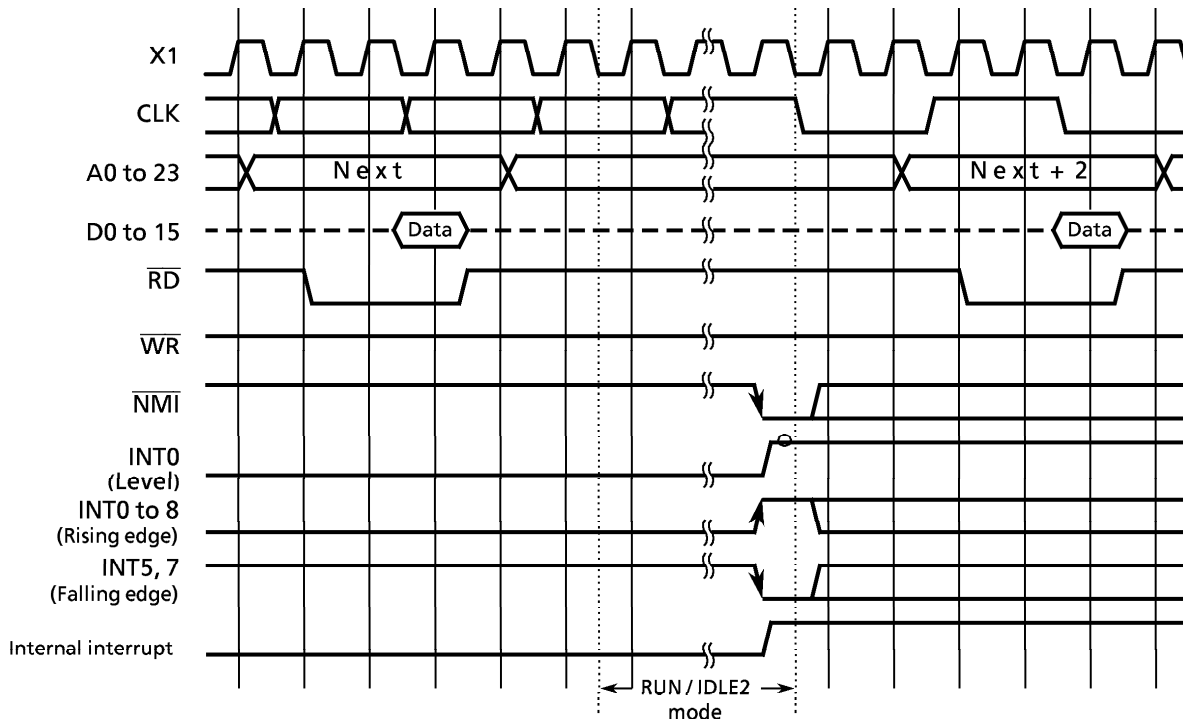 X1
CLK
A0 to 23
Next
Next + 2
D0 to 15
Data
Data
RD
WR
NMI
INT0
(Level)
INT0 to 8
(Rising edge)
INT5, 7
(Falling edge)
Internal interrupt
RUN / IDLE2
mode